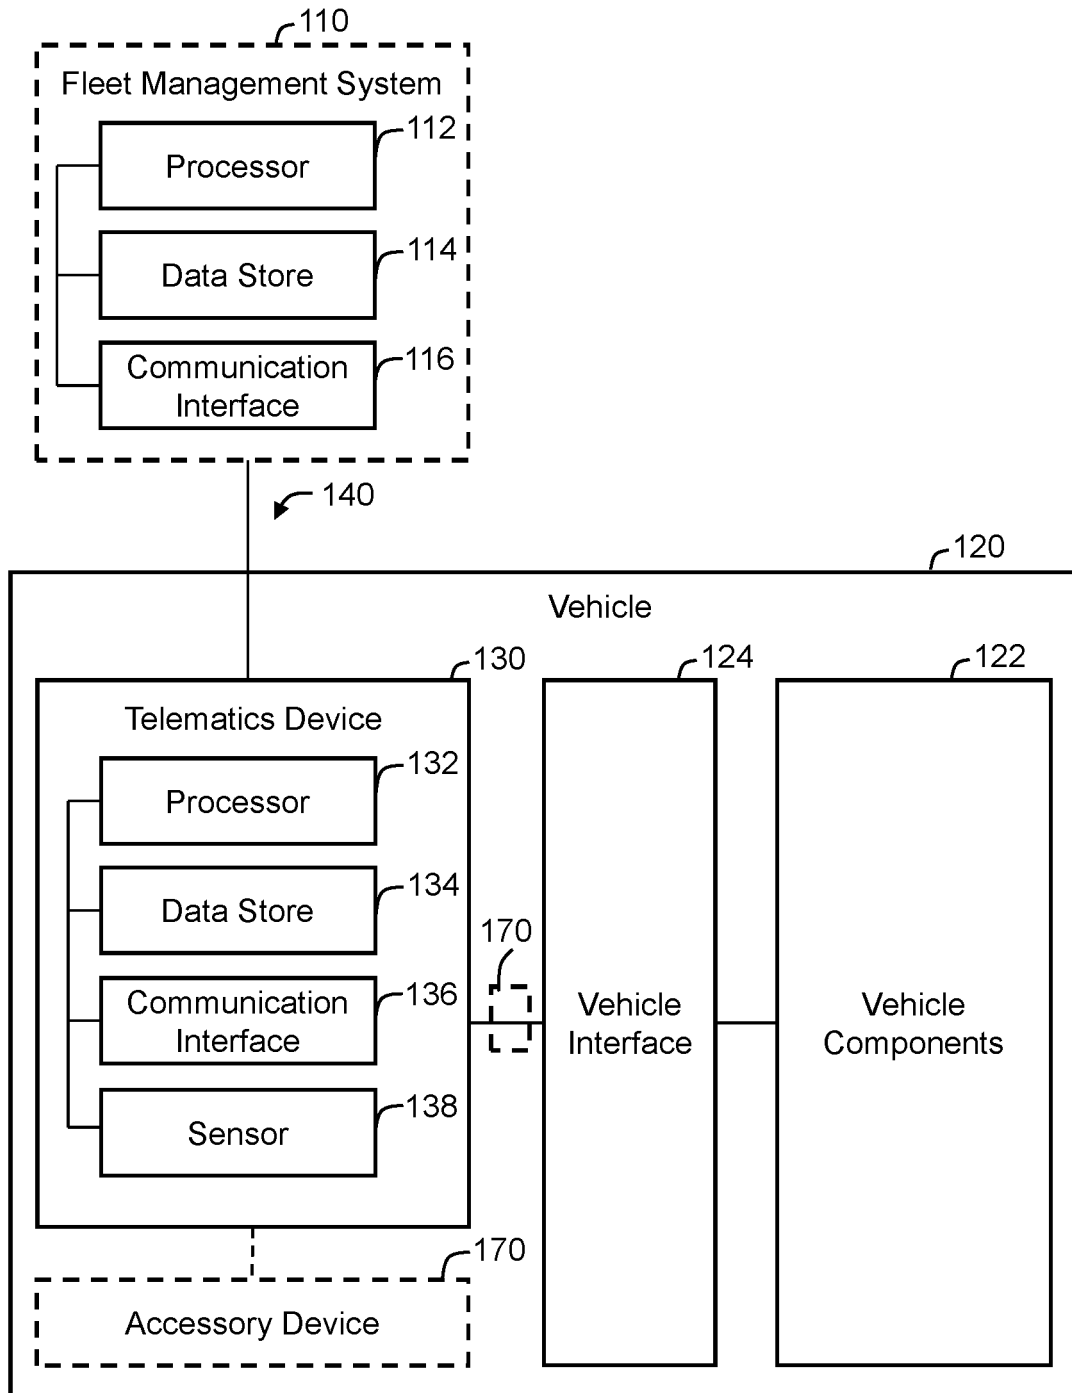 110
Fleet Management System
112
Processor
114
Data Store
116
Communication
Interface
140
120
Vehicle
130
124
122
Telematics Device
132
Processor
134
Data Store
170
136
Communication
Interface
Vehicle
Interface
Vehicle
Components
138
Sensor
170
Accessory Device